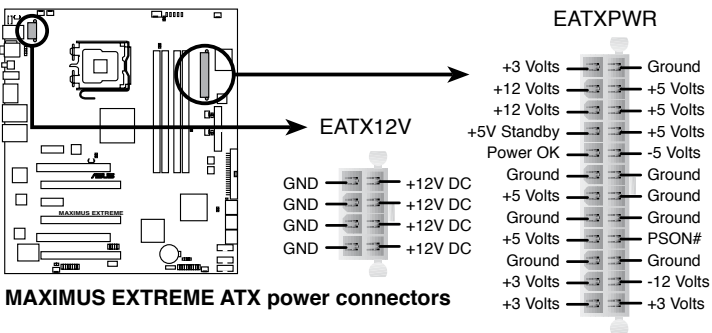 EATXPWR
+3 Volts Ground
+12 Volts +5 Volts
+12 Volts +5 Volts
+5V Standby +5 Volts
Power OK -5 Volts
Ground Ground
+5 Volts Ground
Ground Ground
+5 Volts PSON#
Ground Ground
+3 Volts -12 Volts
+3 Volts +3 Volts
EATX12V
GND +12V DC
GND +12V DC
GND +12V DC
GND +12V DC
ASUS
MAXIMUS EXTREME
MAXIMUS EXTREME ATX power connectors